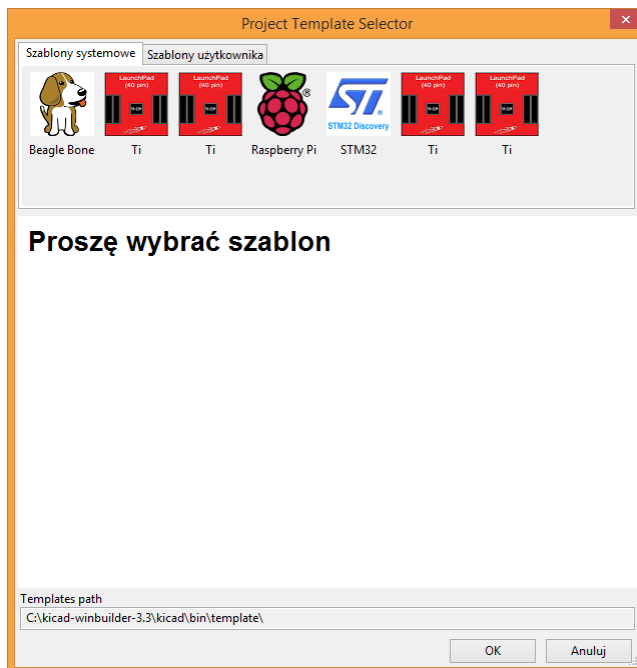 Project Template Selector
Szablony systemowe Szablony użytkownika
LaunchPad LaunchPad LaunchPad LaunchPad
(40 pin) (40 pin) (40 pin) (40 pin)
STM32 Discovery
Beagle Bone Ti Ti Raspberry Pi STM32 Ti Ti
Proszę wybrać szablon
Templates path
C:\kicad-winbuilder-3.3\kicad\bin\template\
OK Anuluj